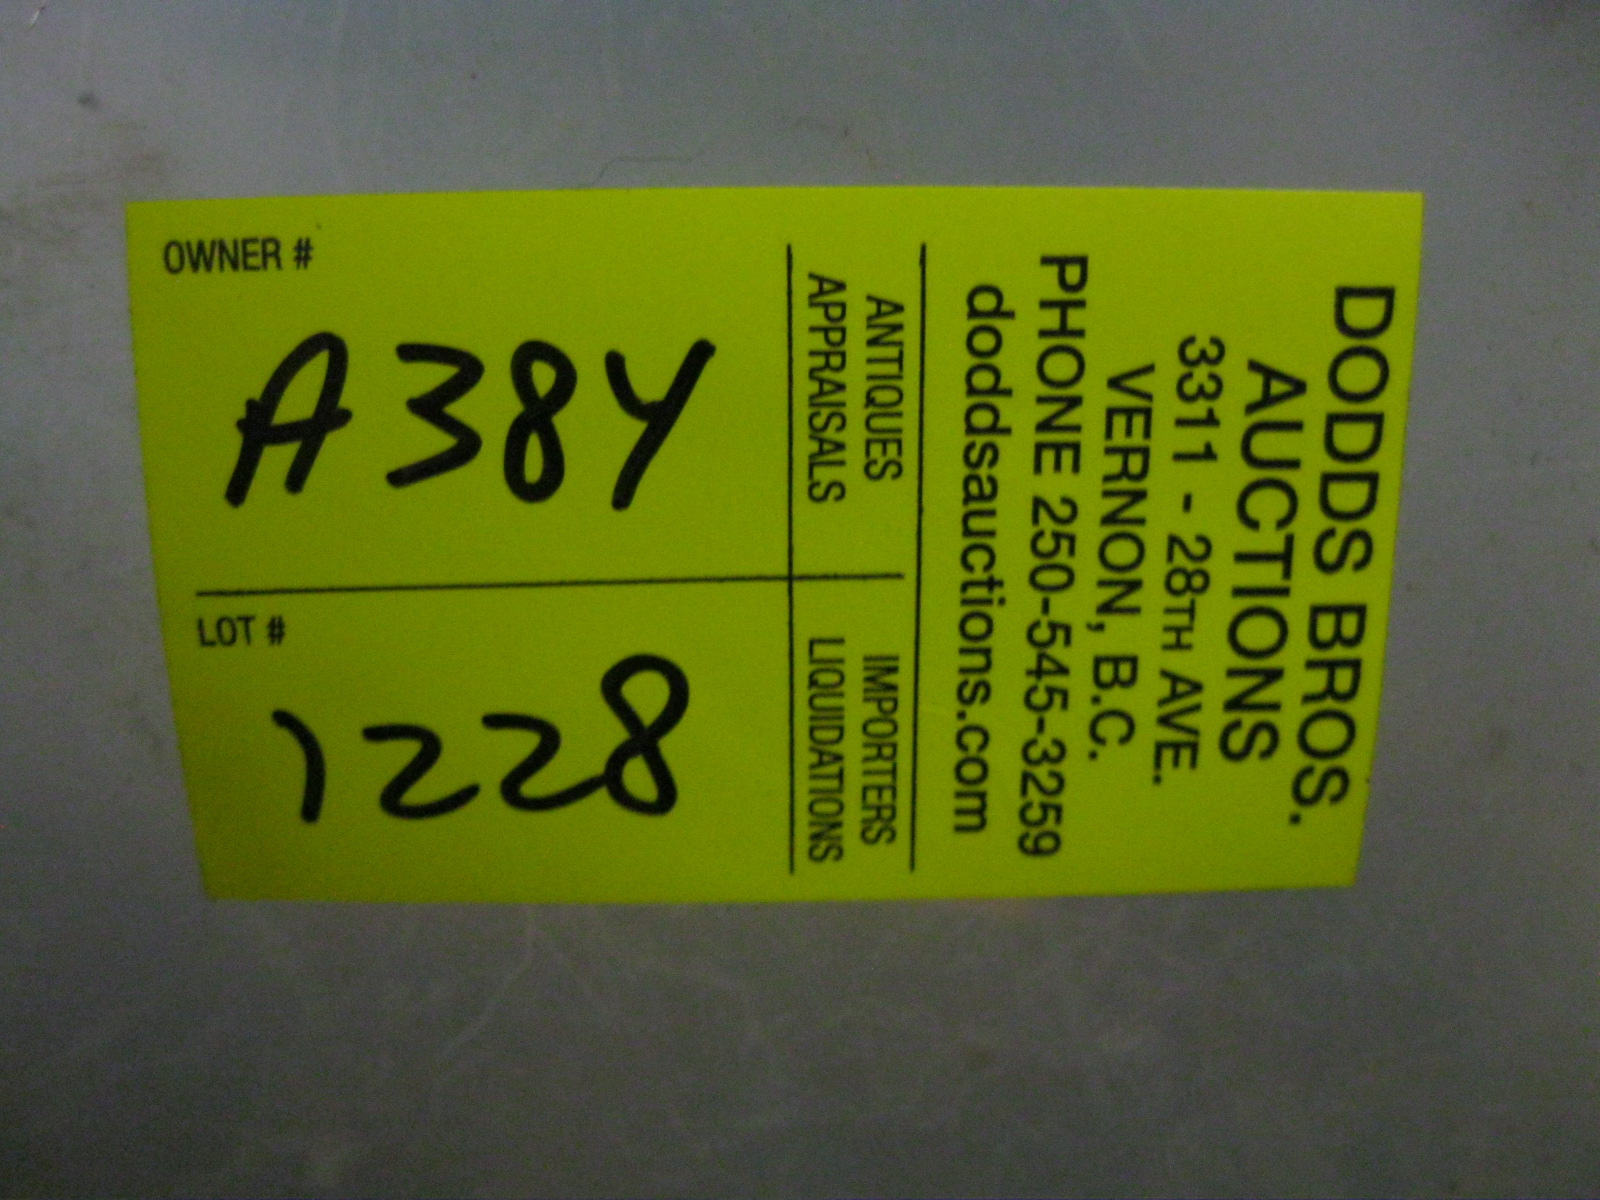 OWNER #
A38Y
LOT #
1228
ANTIQUES
APPRAISALS
IMPORTERS
LIQUIDATIONS
DODDS BROS.
AUCTIONS
3311 - 28TH AVE.
VERNON, B.C.
PHONE 250-545-3259
doddsauctions.com